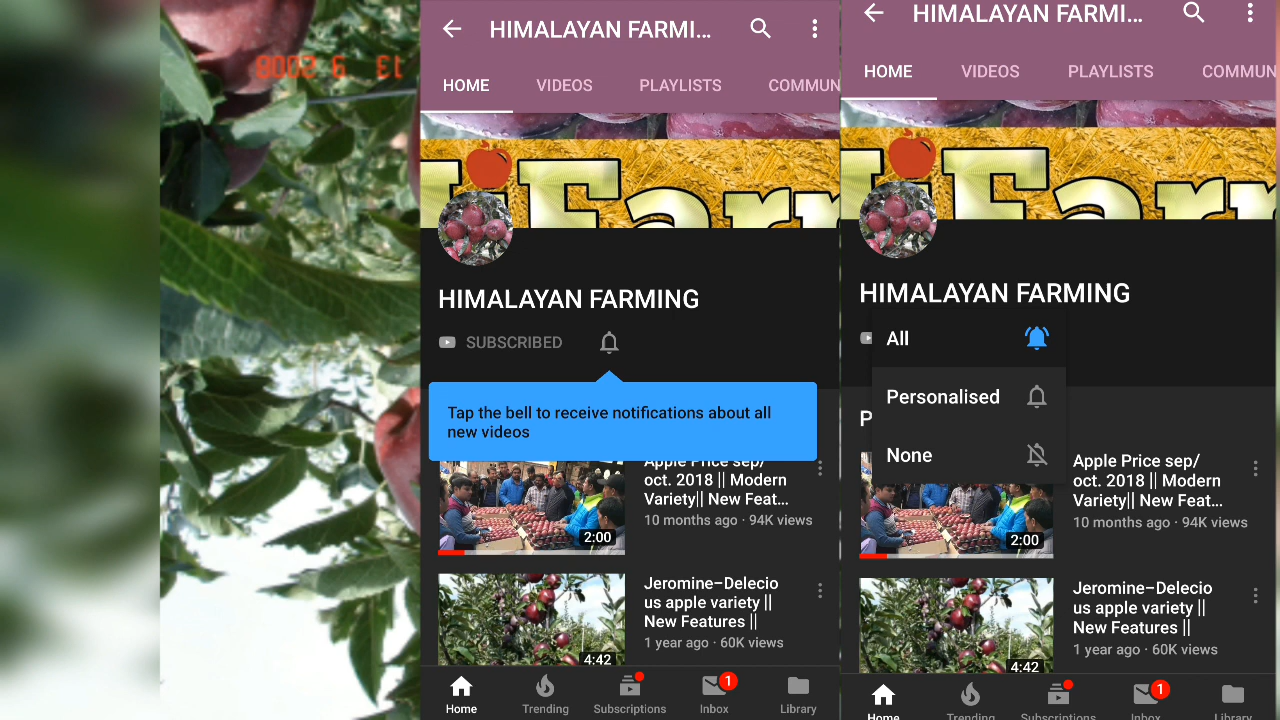 13 9 2008
HIMALAYAN FARMI...
HOME VIDEOS PLAYLISTS COMMUN
Farr
HIMALAYAN FARMING
SUBSCRIBED
Tap the bell to receive notifications about all
new videos
Apple Price sep/
oct. 2018 || Modern
Variety|| New Feat...
10 months ago · 94K views
2:00
Jeromine–Delecio
us apple variety ||
New Features ||
1 year ago · 60K views
4:42
1
Home Trending Subscriptions Inbox Library
HIMALAYAN FARMI...
HOME VIDEOS PLAYLISTS COMMUN
Farr
HIMALAYAN FARMING
All
Personalised
None
P
Apple Price sep/
oct. 2018 || Modern
Variety|| New Feat...
10 months ago · 94K views
2:00
Jeromine–Delecio
us apple variety ||
New Features ||
1 year ago · 60K views
4:42
1
Home Trending Subscriptions Inbox Library